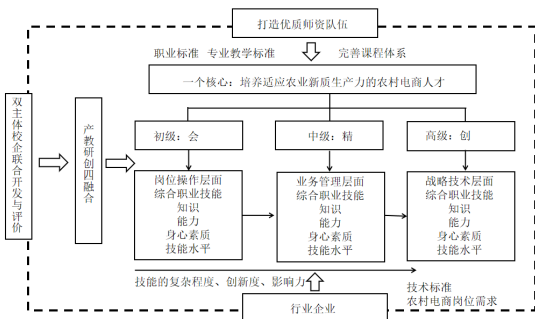 打造优质师资队伍
职业标准 专业教学标准 完善课程体系
一个核心：培养适应农业新质生产力的农村电商人才
双主体校企联合开发与评价
产教研创四融合
初级：会
中级：精
高级：创
岗位操作层面
综合职业技能
知识
能力
身心素质
技能水平
业务管理层面
综合职业技能
知识
能力
身心素质
技能水平
战略技术层面
综合职业技能
知识
能力
身心素质
技能水平
技能的复杂程度、创新度、影响力
技术标准
农村电商岗位需求
行业企业